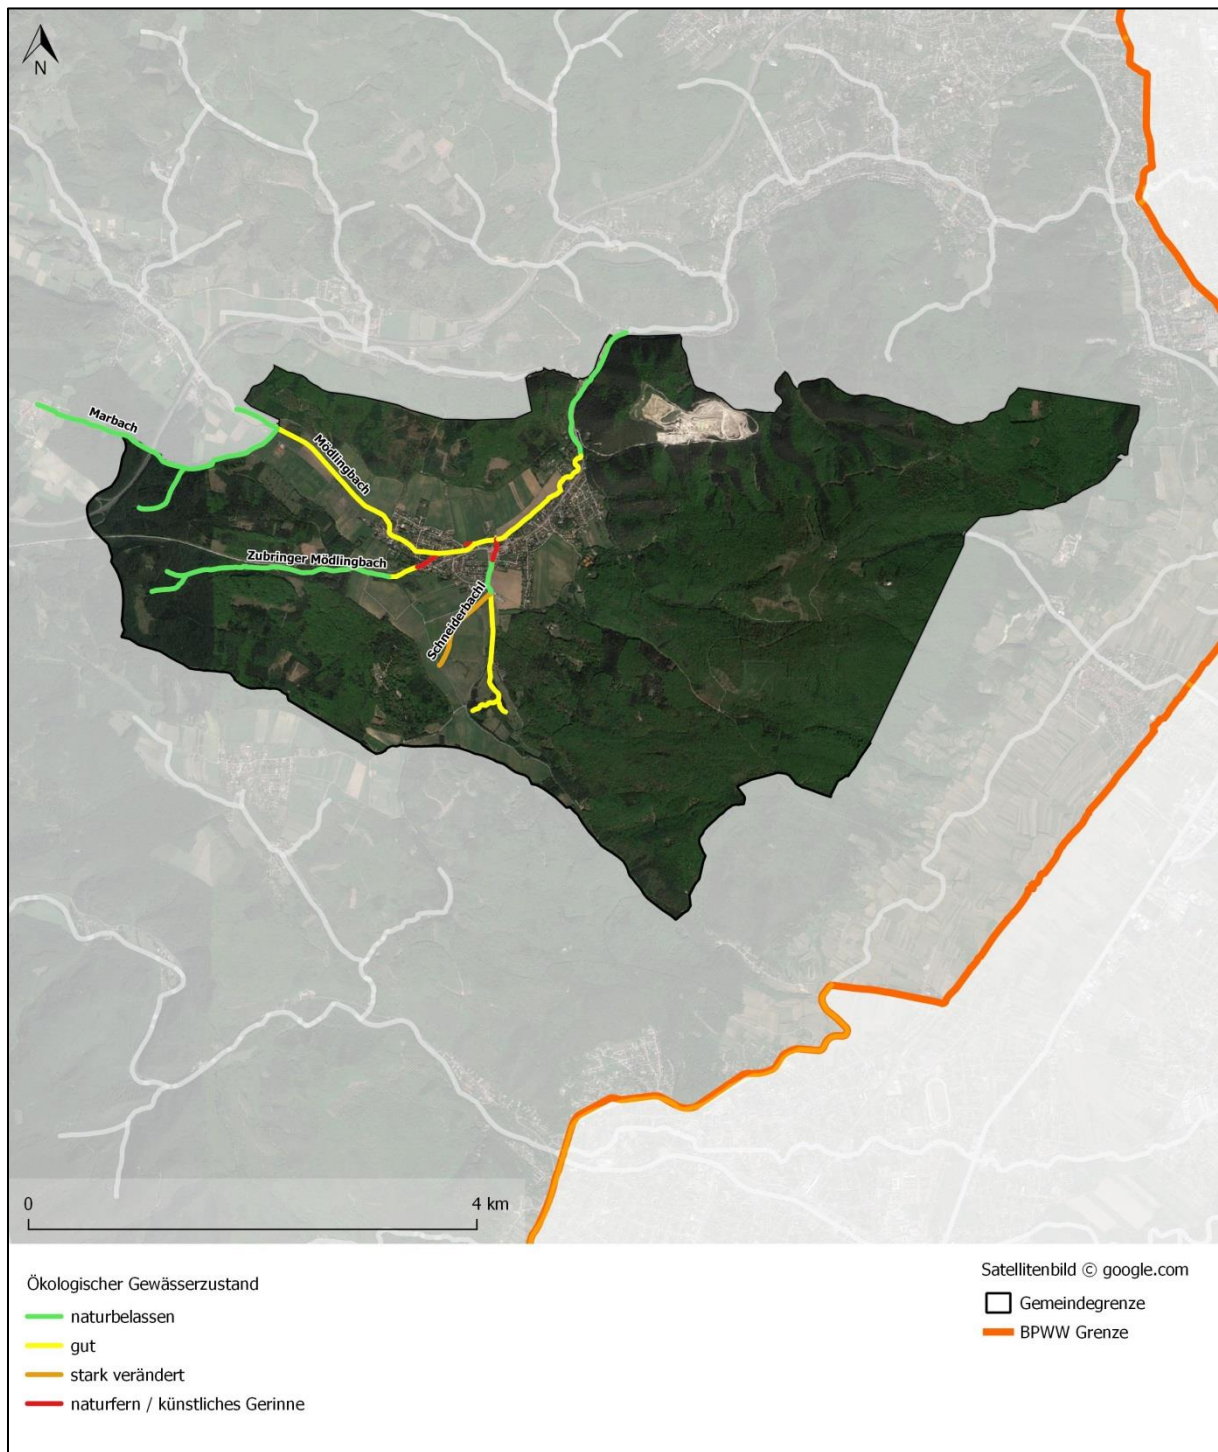 N
Marbach
Mödlingbach
Zubringer Mödlingbach
Schneiderbachl
0 4 km
Ökologischer Gewässerzustand
naturbelassen
gut
stark verändert
naturfern / künstliches Gerinne
Satellitenbild © google.com
Gemeindegrenze
BPWW Grenze